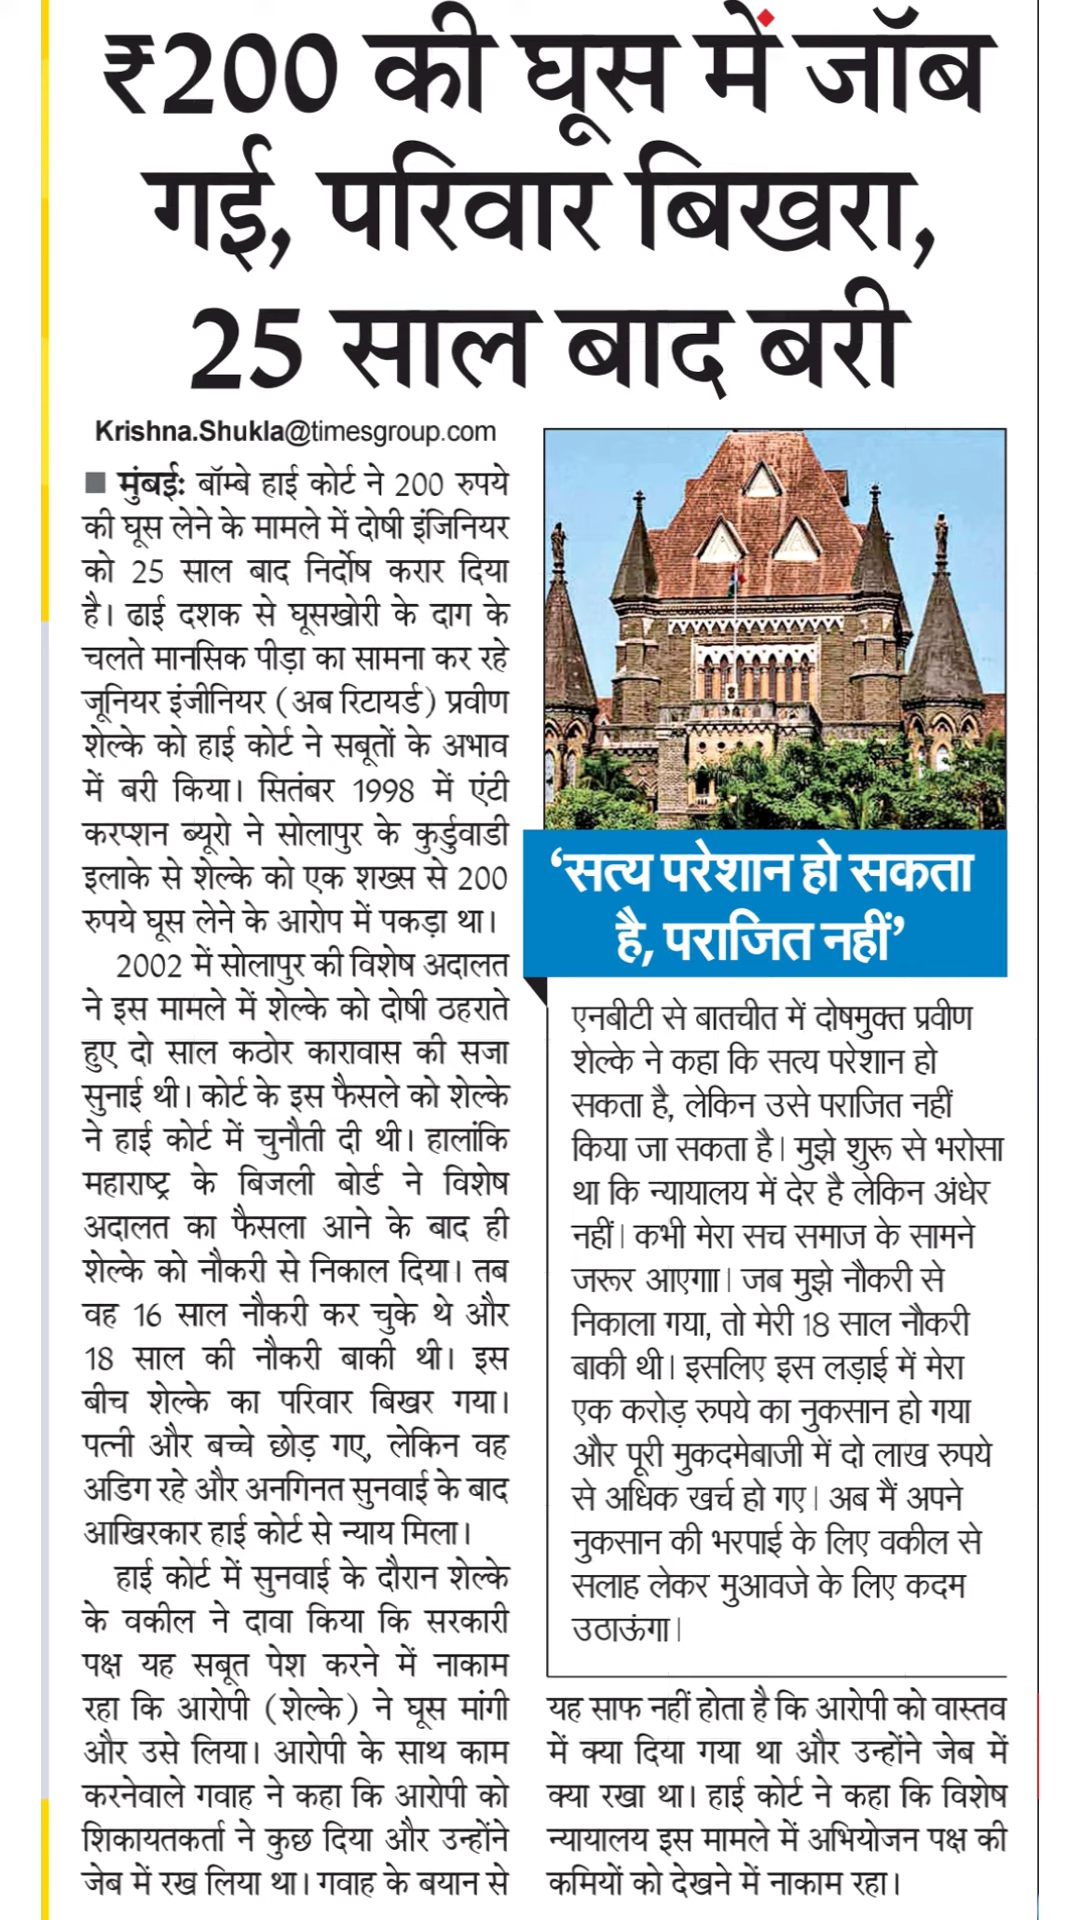 ₹200 की घूस में जॉब
गई, परिवार बिखरा,
25 साल बाद बरी
Krishna.Shukla@timesgroup.com
■ मुंबई: बॉम्बे हाई कोर्ट ने 200 रुपये
की घूस लेने के मामले में दोषी इंजिनियर
को 25 साल बाद निर्दोष करार दिया
है। ढाई दशक से घूसखोरी के दाग के
चलते मानसिक पीड़ा का सामना कर रहे
जूनियर इंजीनियर (अब रिटायर्ड) प्रवीण
शेल्के को हाई कोर्ट ने सबूतों के अभाव
में बरी किया। सितंबर 1998 में एंटी
करप्शन ब्यूरो ने सोलापुर के कुर्डुवाडी
इलाके से शेल्के को एक शख्स से 200
रुपये घूस लेने के आरोप में पकड़ा था।
2002 में सोलापुर की विशेष अदालत
ने इस मामले में शेल्के को दोषी ठहराते
हुए दो साल कठोर कारावास की सजा
सुनाई थी। कोर्ट के इस फैसले को शेल्के
ने हाई कोर्ट में चुनौती दी थी। हालांकि
महाराष्ट्र के बिजली बोर्ड ने विशेष
अदालत का फैसला आने के बाद ही
शेल्के को नौकरी से निकाल दिया। तब
वह 16 साल नौकरी कर चुके थे और
18 साल की नौकरी बाकी थी। इस
बीच शेल्के का परिवार बिखर गया।
पत्नी और बच्चे छोड़ गए, लेकिन वह
अडिग रहे और अनगिनत सुनवाई के बाद
आखिरकार हाई कोर्ट से न्याय मिला।
हाई कोर्ट में सुनवाई के दौरान शेल्के
के वकील ने दावा किया कि सरकारी
पक्ष यह सबूत पेश करने में नाकाम
रहा कि आरोपी (शेल्के) ने घूस मांगी
और उसे लिया। आरोपी के साथ काम
करनेवाले गवाह ने कहा कि आरोपी को
शिकायतकर्ता ने कुछ दिया और उन्होंने
जेब में रख लिया था। गवाह के बयान से
‘सत्य परेशान हो सकता
है, पराजित नहीं’
एनबीटी से बातचीत में दोषमुक्त प्रवीण
शेल्के ने कहा कि सत्य परेशान हो
सकता है, लेकिन उसे पराजित नहीं
किया जा सकता है। मुझे शुरू से भरोसा
था कि न्यायालय में देर है लेकिन अंधेर
नहीं। कभी मेरा सच समाज के सामने
जरूर आएगाा। जब मुझे नौकरी से
निकाला गया, तो मेरी 18 साल नौकरी
बाकी थी। इसलिए इस लड़ाई में मेरा
एक करोड़ रुपये का नुकसान हो गया
और पूरी मुकदमेबाजी में दो लाख रुपये
से अधिक खर्च हो गए। अब मैं अपने
नुकसान की भरपाई के लिए वकील से
सलाह लेकर मुआवजे के लिए कदम
उठाऊंगा।
यह साफ नहीं होता है कि आरोपी को वास्तव
में क्या दिया गया था और उन्होंने जेब में
क्या रखा था। हाई कोर्ट ने कहा कि विशेष
न्यायालय इस मामले में अभियोजन पक्ष की
कमियों को देखने में नाकाम रहा।